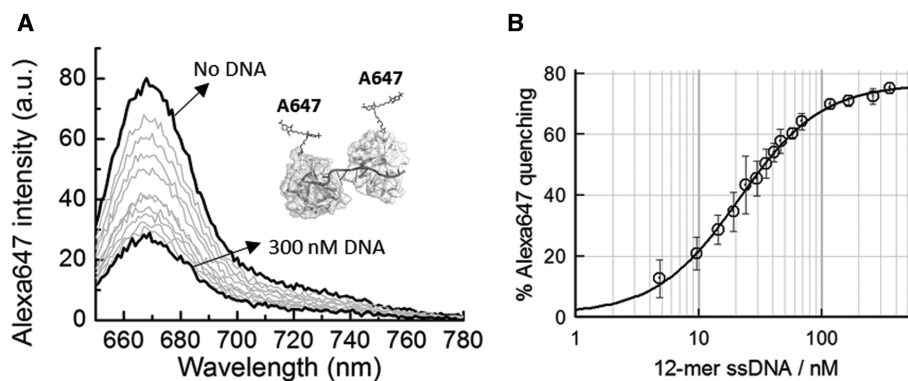 A
Alexa647 intensity (a.u.)
80
60
40
20
0
No DNA
A647
A647
300 nM DNA
660 680 700 720 740 760 780
Wavelength (nm)
B
% Alexa647 quenching
80
60
40
20
0
1 10 100
12-mer ssDNA / nM